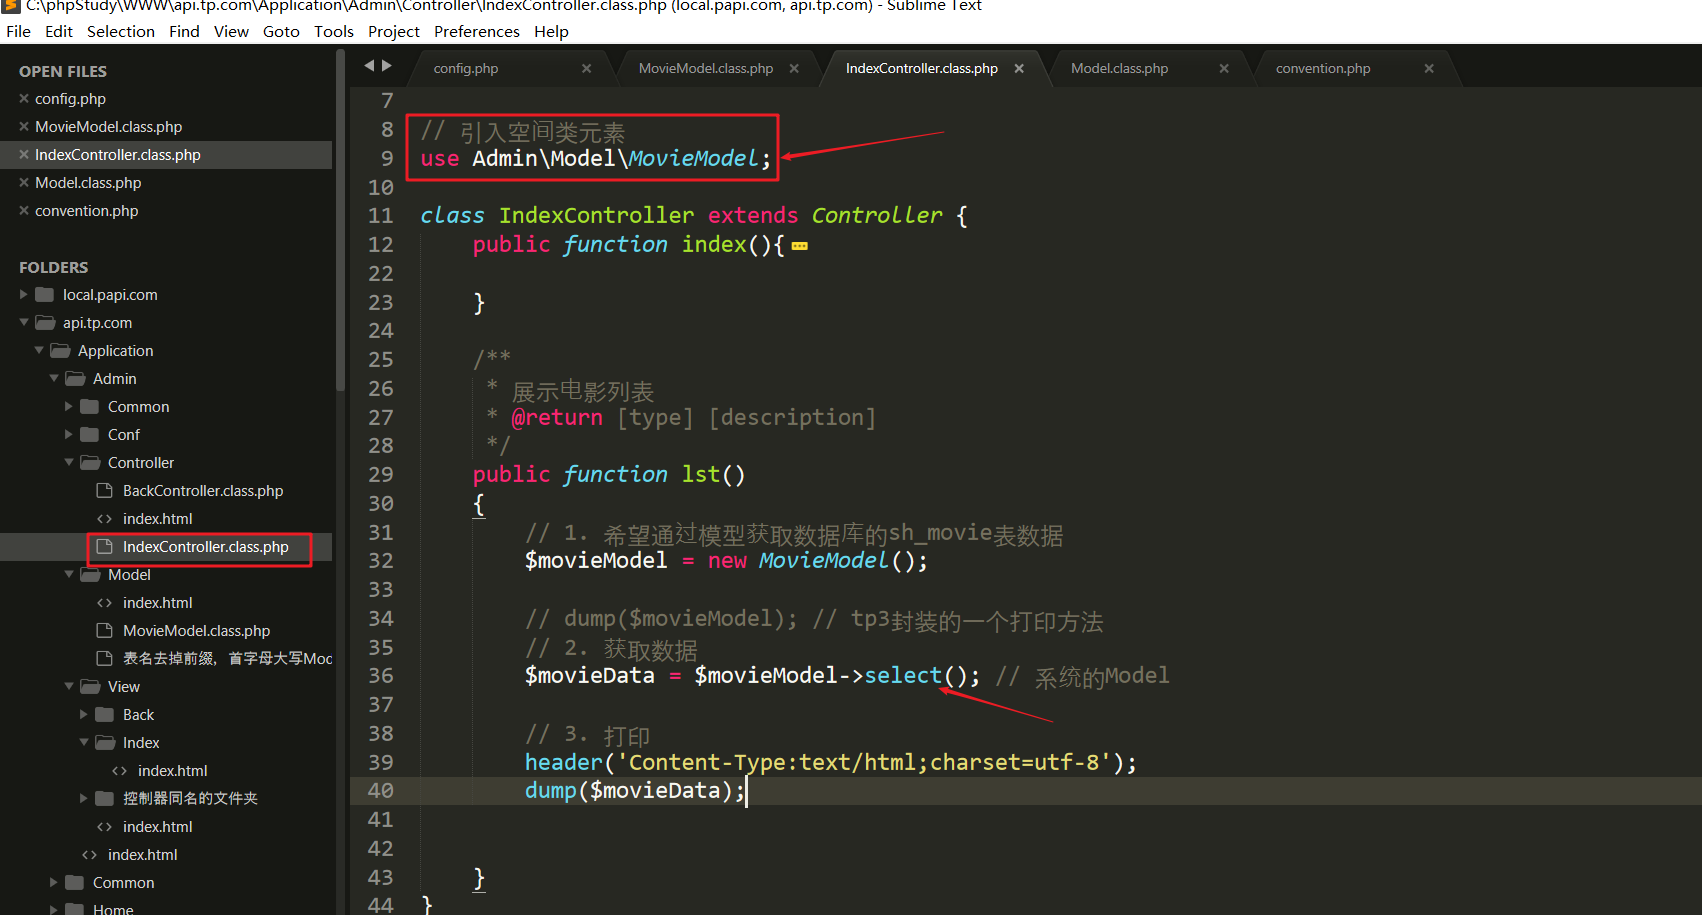 C:\phpStudy\WWW\api.tp.com\Application\Admin\Controller\IndexController.class.php (local.papi.com, api.tp.com) - Sublime Text
File Edit Selection Find View Goto Tools Project Preferences Help
OPEN FILES
config.php
MovieModel.class.php
IndexController.class.php
Model.class.php
convention.php
FOLDERS
local.papi.com
api.tp.com
Application
Admin
Common
Conf
Controller
BackController.class.php
index.html
IndexController.class.php
Model
index.html
MovieModel.class.php
表名去掉前缀，首字母大写Moc
View
Back
Index
index.html
控制器同名的文件夹
index.html
index.html
Common
Home
config.php MovieModel.class.php IndexController.class.php Model.class.php convention.php
7
8 // 引入空间类元素
9 use Admin\Model\MovieModel;
10
11 class IndexController extends Controller {
12 public function index(){
22
23 }
24
25 /**
26 * 展示电影列表
27 * @return [type] [description]
28 */
29 public function lst()
30 {
31 // 1. 希望通过模型获取数据库的sh_movie表数据
32 $movieModel = new MovieModel();
33
34 // dump($movieModel); // tp3封装的一个打印方法
35 // 2. 获取数据
36 $movieData = $movieModel->select(); // 系统的Model
37
38 // 3. 打印
39 header('Content-Type:text/html;charset=utf-8');
40 dump($movieData);
41
42
43 }
44 }